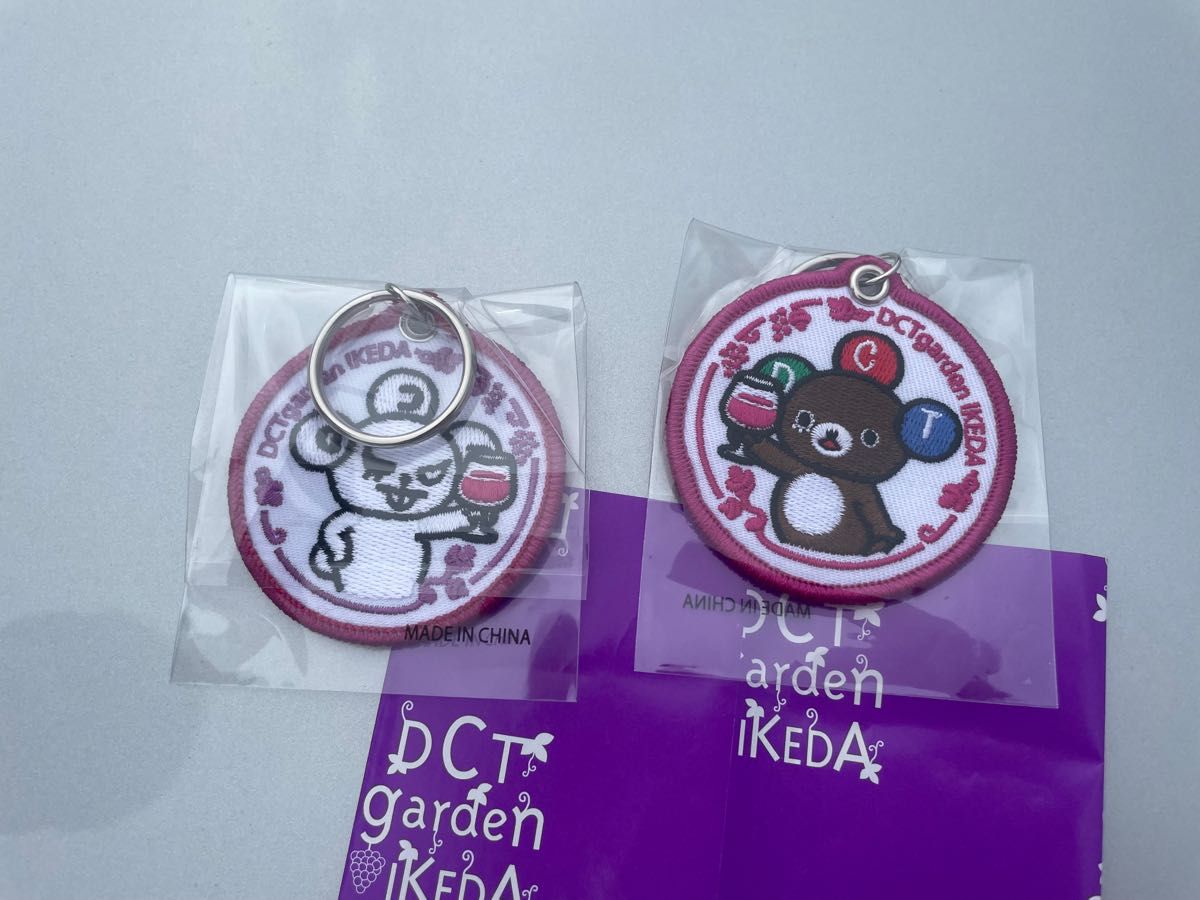 DCTgarden IKEDA
MADE IN CHINA
DCTgarden IKEDA
D C T
MADE IN CHINA
DCT
garden
IKEDA
DCT
garden
IKEDA